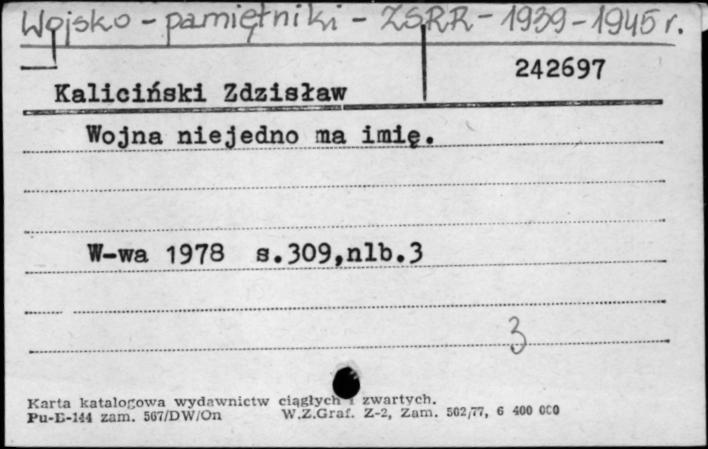 Wojsko - pamiętniki - ZSRR - 1939-1945 r.
242697
Kaliciński Zdzisław
Wojna niejedno ma imię.
W-wa 1978 s.309,nlb.3
3
Karta katalogowa wydawnictw ciągłych i zwartych.
Pu-B-144 zam. 567/DW/On W.Z.Graf. Z-2, Zam. 502/77, 6 400 000